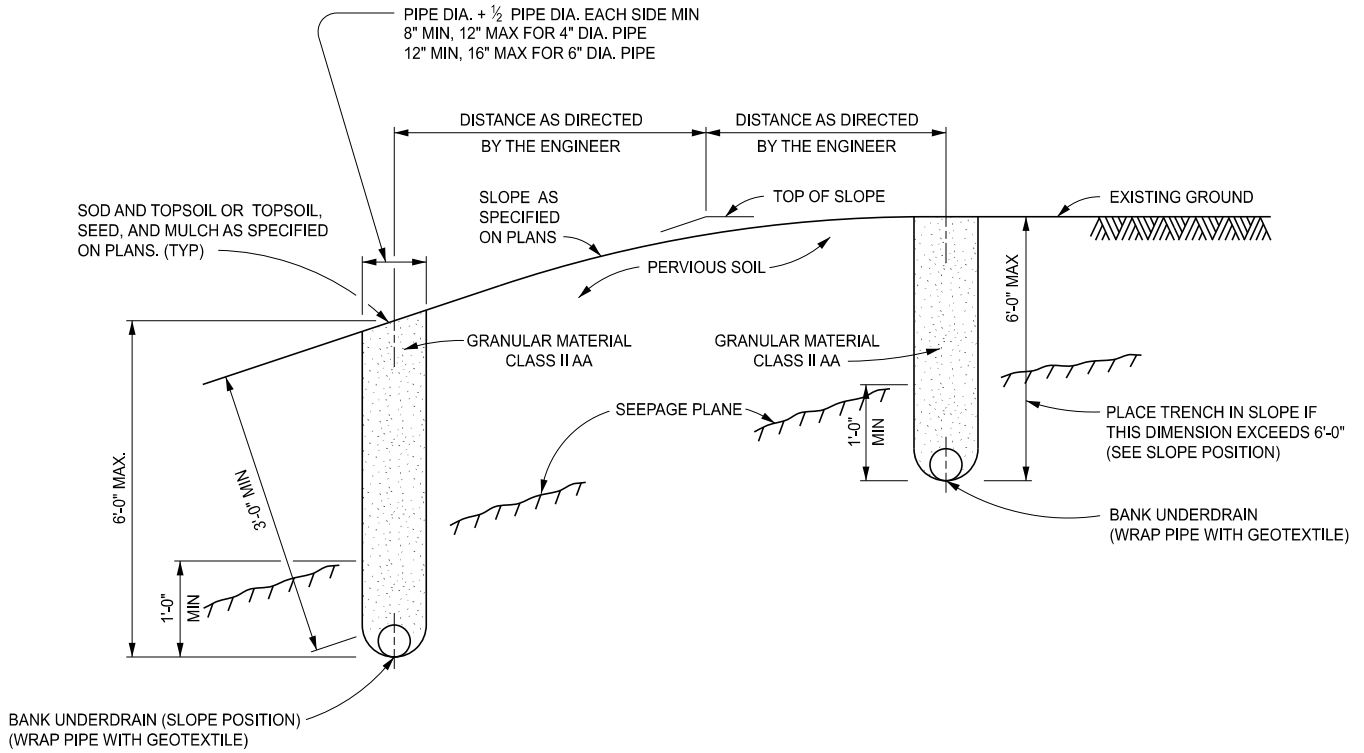 PIPE DIA. + ½ PIPE DIA. EACH SIDE MIN
8" MIN, 12" MAX FOR 4" DIA. PIPE
12" MIN, 16" MAX FOR 6" DIA. PIPE
DISTANCE AS DIRECTED
BY THE ENGINEER
DISTANCE AS DIRECTED
BY THE ENGINEER
SOD AND TOPSOIL OR TOPSOIL,
SEED, AND MULCH AS SPECIFIED
ON PLANS. (TYP)
SLOPE AS
SPECIFIED
ON PLANS
TOP OF SLOPE
EXISTING GROUND
PERVIOUS SOIL
6'-0" MAX
GRANULAR MATERIAL
CLASS II AA
GRANULAR MATERIAL
CLASS II AA
SEEPAGE PLANE
1'-0"
MIN
PLACE TRENCH IN SLOPE IF
THIS DIMENSION EXCEEDS 6'-0"
(SEE SLOPE POSITION)
6'-0" MAX.
3'-0" MIN
BANK UNDERDRAIN
(WRAP PIPE WITH GEOTEXTILE)
1'-0"
MIN
BANK UNDERDRAIN (SLOPE POSITION)
(WRAP PIPE WITH GEOTEXTILE)